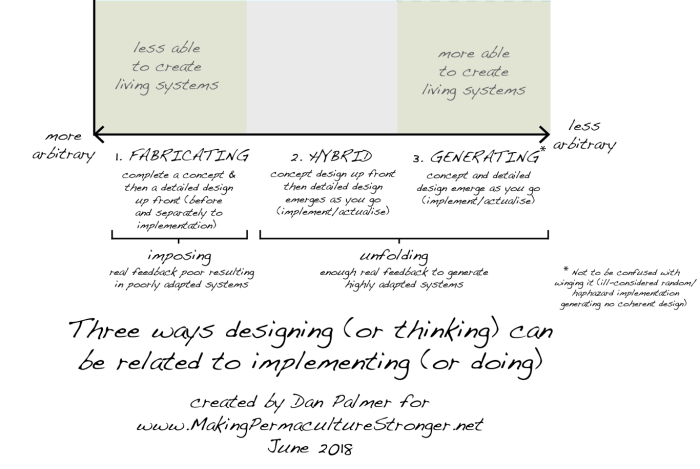 less able
to create
living systems
more able
to create
living systems
more
arbitrary
less
arbitrary
1. FABRICATING
complete a concept &
then a detailed design
up front (before
and separately to
implementation)
2. HYBRID
concept design up front
then detailed design
emerges as you go
(implement/actualise)
3. GENERATING*
concept and detailed
design emerge as you go
(implement/actualise)
imposing
real feedback poor resulting
in poorly adapted systems
unfolding
enough real feedback to generate
highly adapted systems
* Not to be confused with
winging it (ill-considered random/
haphazard implementation
generating no coherent design)
Three ways designing (or thinking) can
be related to implementing (or doing)
created by Dan Palmer for
www.MakingPermacultureStronger.net
June 2018